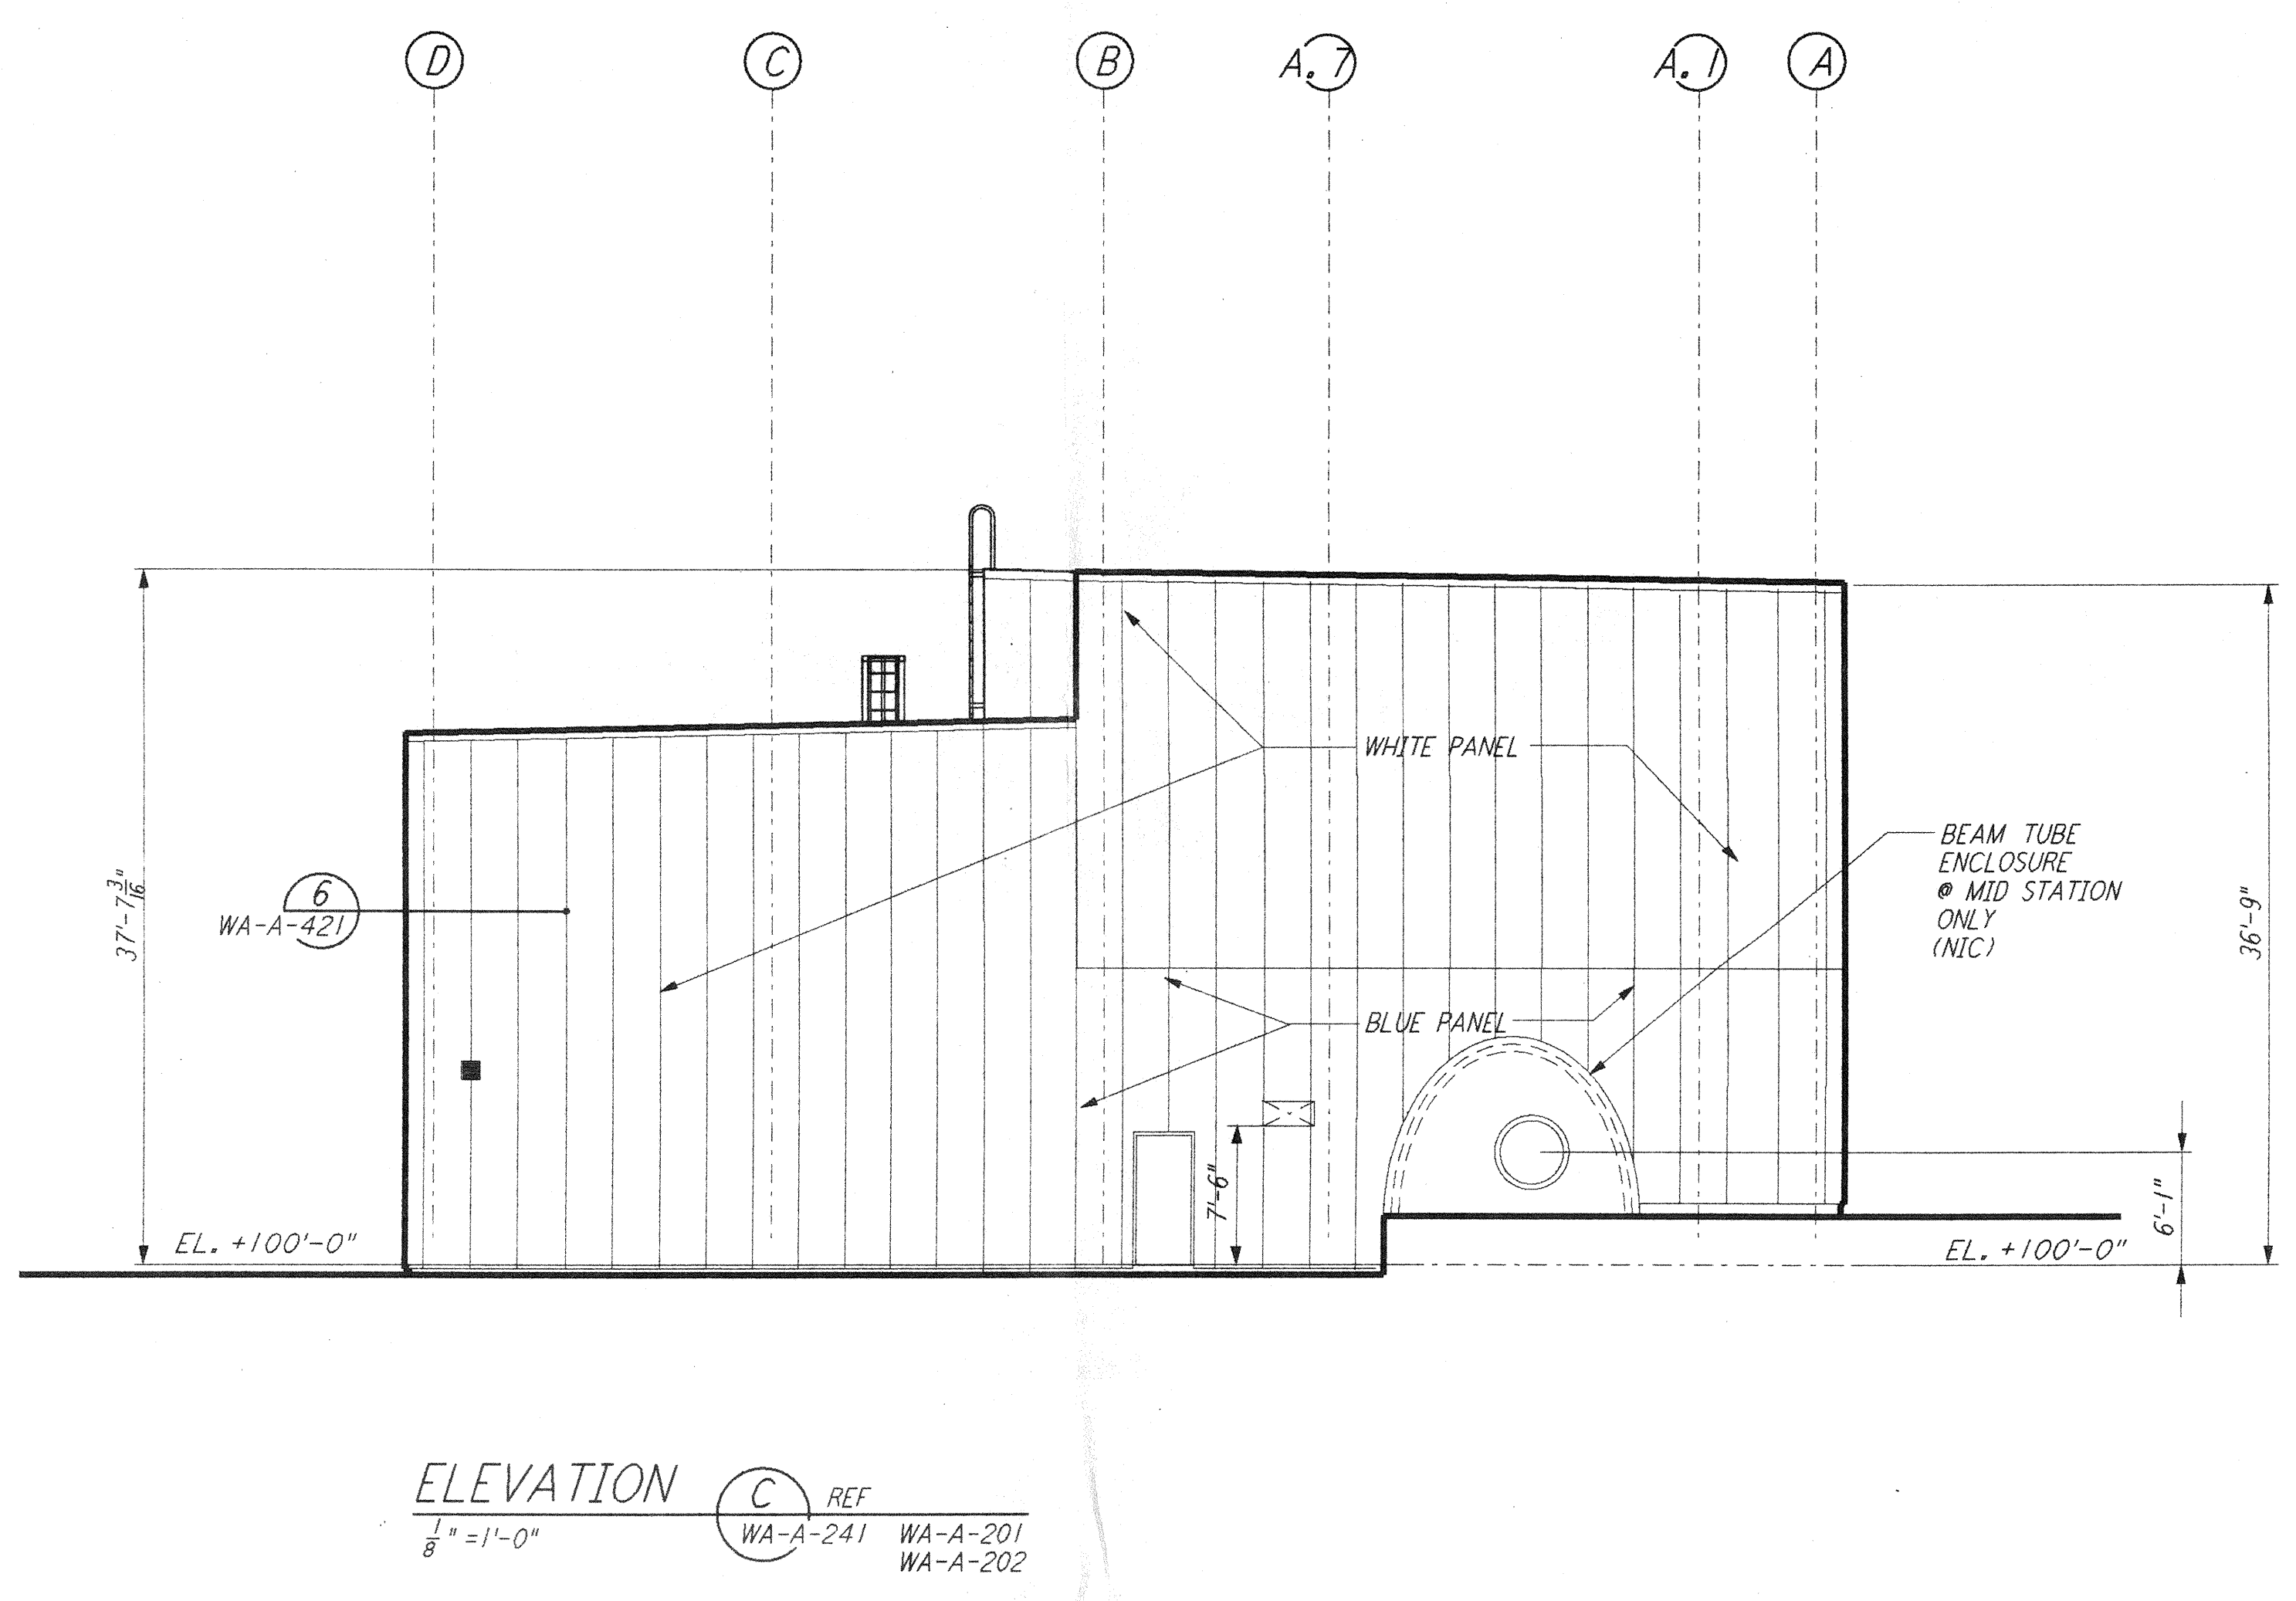 D C B A.7 A.1 A
WHITE PANEL
BEAM TUBE
ENCLOSURE
@ MID STATION
ONLY
(NIC)
6
WA-A-421
37'-7 3/16"
36'-9"
BLUE PANEL
7'-6"
6'-1"
EL. +100'-0"
EL. +100'-0"
ELEVATION C REF
1/8" =1'-0" WA-A-241 WA-A-201
WA-A-202